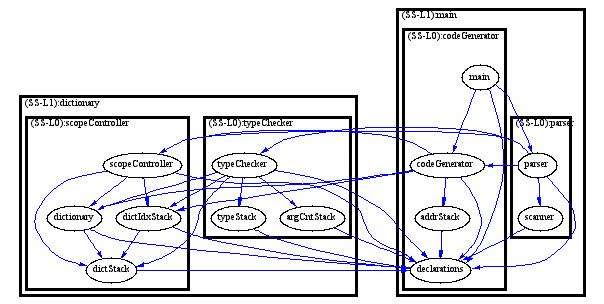 (SS-L1):main
(SS-L0):codeGenerator
main
(SS-L1):dictionary
(SS-L0):scopeController
(SS-L0):typeChecker
(SS-L0):parser
scopeController
typeChecker
codeGenerator
parser
dictionary
dictIdxStack
typeStack
argCntStack
addrStack
scanner
dictStack
declarations